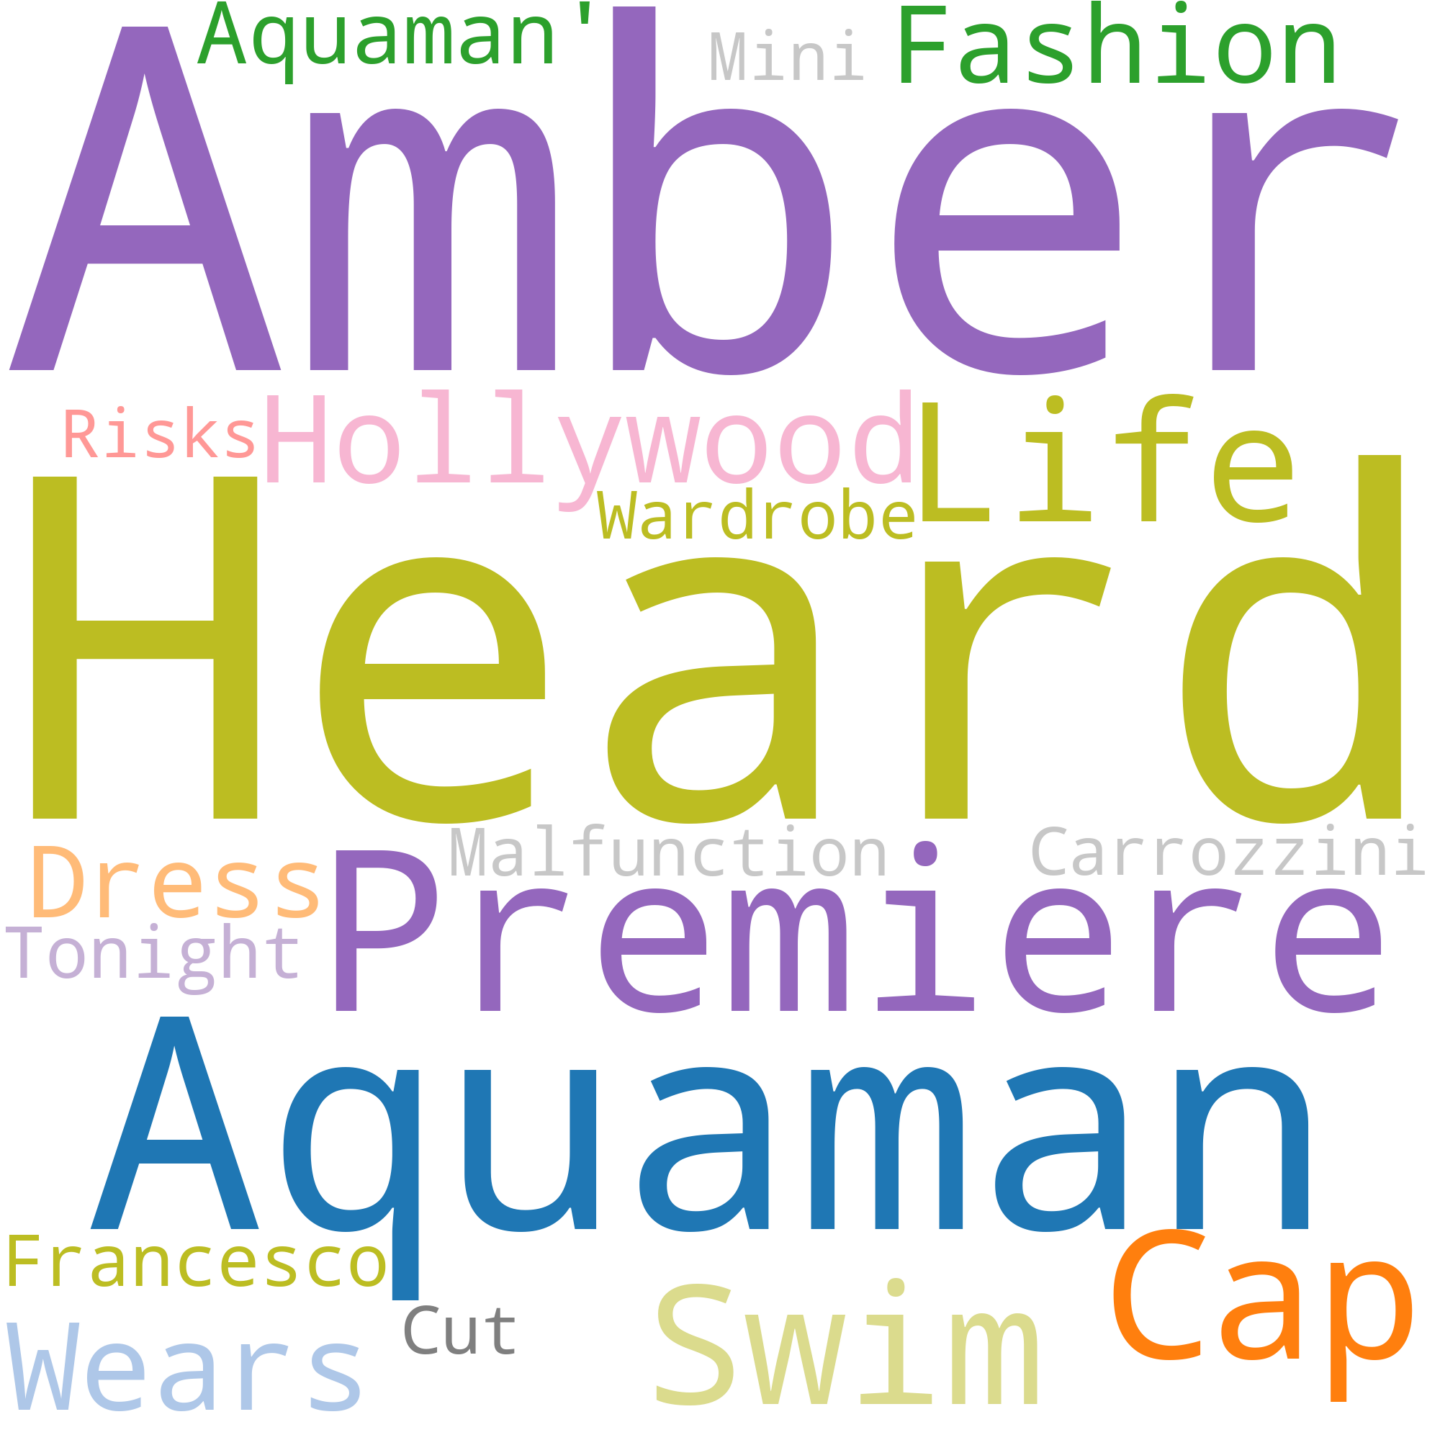 Aquaman' Mini Fashion
Amber
Risks Hollywood Life
Wardrobe
Heard
Dress Malfunction Carrozzini
Tonight Premiere
Aquaman
Francesco Cap
Wears Cut Swim